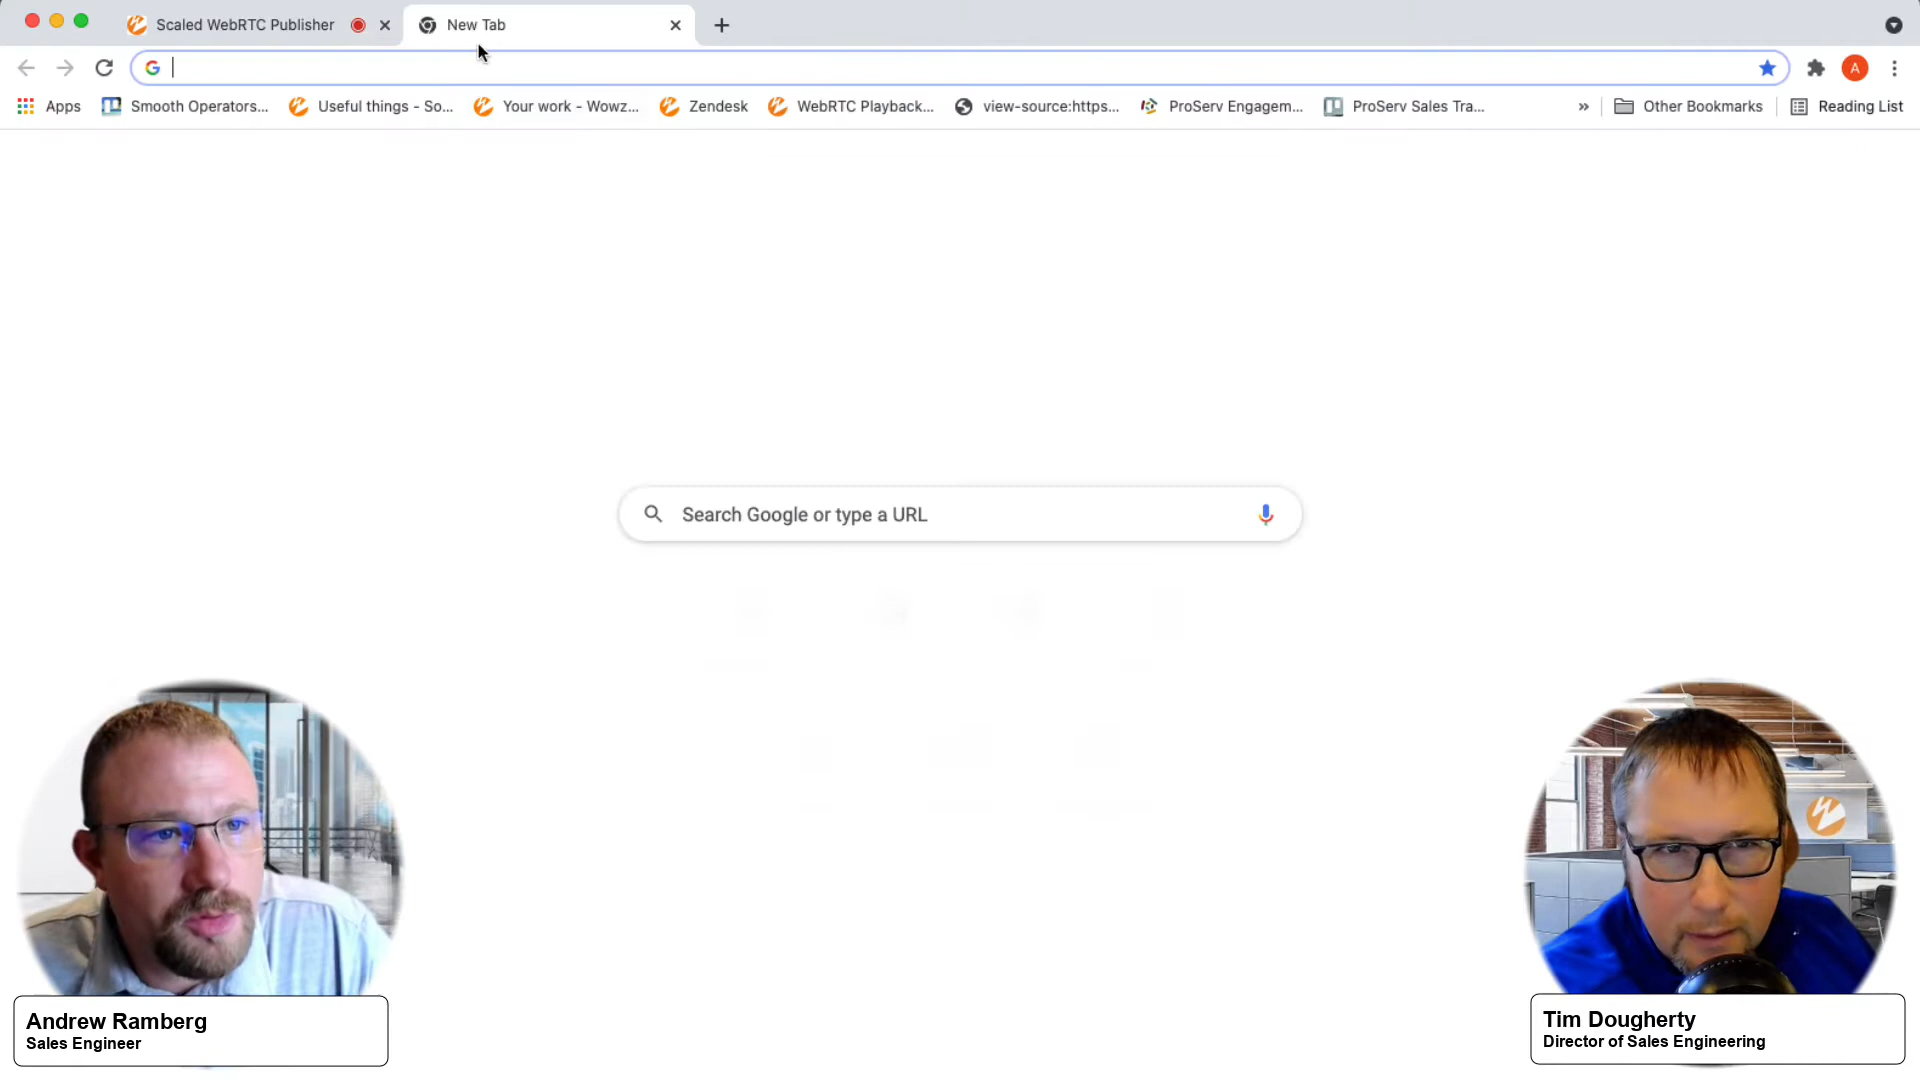 Scaled WebRTC Publisher
New Tab
Apps
Smooth Operators...
Useful things - So...
Your work - Wowz...
Zendesk
WebRTC Playback...
view-source:https...
ProServ Engagem...
ProServ Sales Tra...
»
Other Bookmarks
Reading List
A
Search Google or type a URL
Andrew Ramberg
Sales Engineer
Tim Dougherty
Director of Sales Engineering